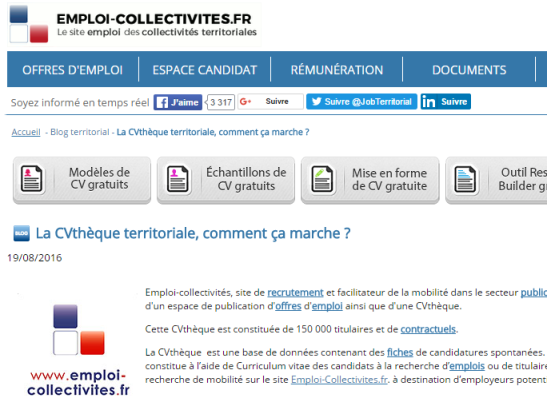 EMPLOI-COLLECTIVITES.FR
Le site emploi des collectivités territoriales
OFFRES D'EMPLOI ESPACE CANDIDAT RÉMUNÉRATION DOCUMENTS
Soyez informé en temps réel J'aime 3 317 G+ Suivre Suivre @JobTerritorial in Suivre
Accueil - Blog territorial - La CVthèque territoriale, comment ça marche ?
Modèles de
CV gratuits
Échantillons de
CV gratuits
Mise en forme
de CV gratuite
Outil Res
Builder g
BLOG La CVthèque territoriale, comment ça marche ?
19/08/2016
Emploi-collectivités, site de recrutement et facilitateur de la mobilité dans le secteur public
d'un espace de publication d'offres d'emploi ainsi que d'une CVthèque.
Cette CVthèque est constituée de 150 000 titulaires et de contractuels.
La CVthèque est une base de données contenant des fiches de candidatures spontanées.
constitue à l'aide de Curriculum vitae des candidats à la recherche d'emplois ou de titulaire
recherche de mobilité sur le site Emploi-Collectivites.fr. à destination d'employeurs potent
www.emploi-
collectivites.fr